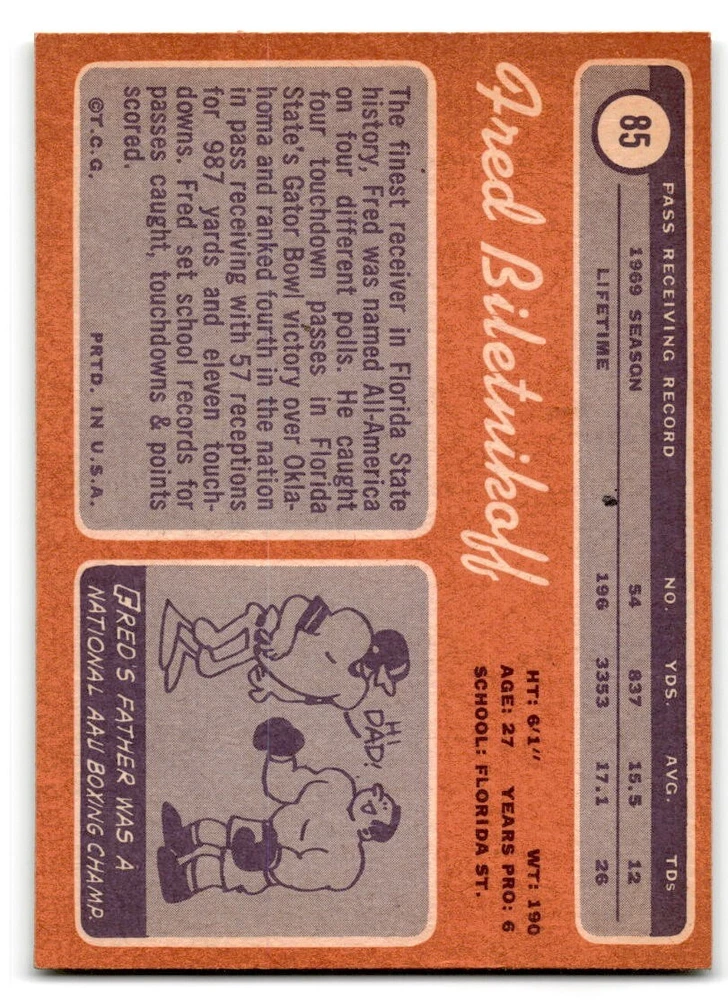 85
PASS RECEIVING RECORD NO. YDS. AVG. TDs
1969 SEASON 54 837 15.5 12
LIFETIME 196 3353 17.1 26
Fred Biletnikoff
HT: 6'1" WT: 190
AGE: 27 YEARS PRO: 6
SCHOOL: FLORIDA ST.
The finest receiver in Florida State
history, Fred was named All-America
on four different polls. He caught
four touchdown passes in Florida
State's Gator Bowl victory over Okla-
homa and ranked fourth in the nation
in pass receiving with 57 receptions
for 987 yards and eleven touch-
downs. Fred set school records for
passes caught, touchdowns & points
scored.
©T.C.G. PRTD. IN U.S.A.
HI
DAD!
FRED'S FATHER WAS A
NATIONAL AAU BOXING CHAMP.